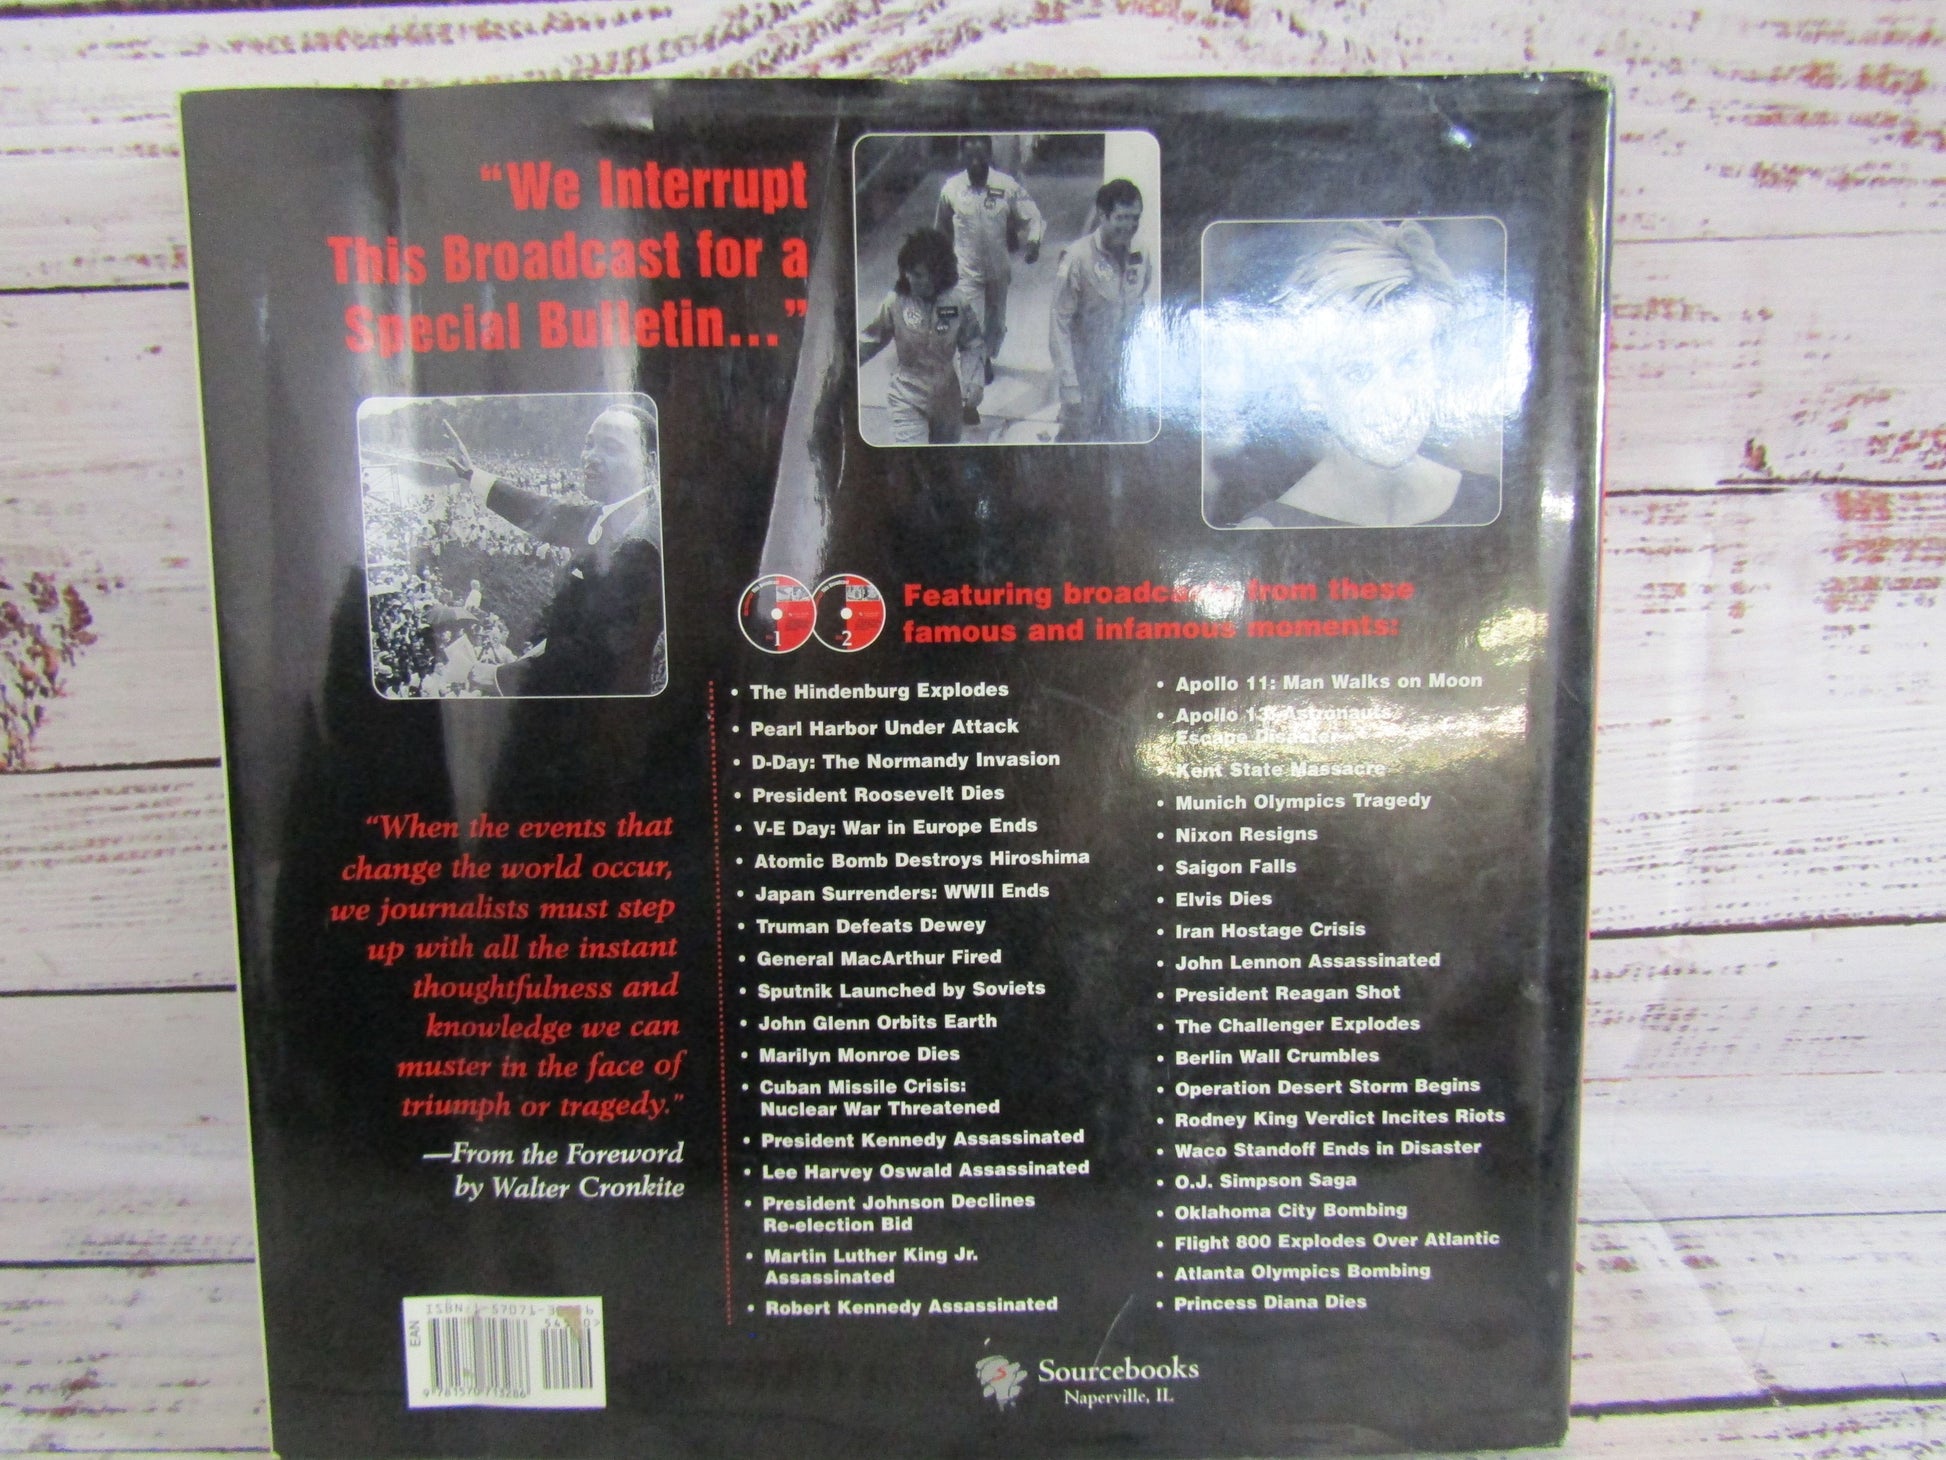 “We Interrupt
This Broadcast for a
Special Bulletin...”
1
2
Featuring broadcasts from these
famous and infamous moments:
“When the events that
change the world occur,
we journalists must step
up with all the instant
thoughtfulness and
knowledge we can
muster in the face of
triumph or tragedy.”
—From the Foreword
by Walter Cronkite
• The Hindenburg Explodes
• Pearl Harbor Under Attack
• D-Day: The Normandy Invasion
• President Roosevelt Dies
• V-E Day: War in Europe Ends
• Atomic Bomb Destroys Hiroshima
• Japan Surrenders: WWII Ends
• Truman Defeats Dewey
• General MacArthur Fired
• Sputnik Launched by Soviets
• John Glenn Orbits Earth
• Marilyn Monroe Dies
• Cuban Missile Crisis:
Nuclear War Threatened
• President Kennedy Assassinated
• Lee Harvey Oswald Assassinated
• President Johnson Declines
Re-election Bid
• Martin Luther King Jr.
Assassinated
• Robert Kennedy Assassinated
• Apollo 11: Man Walks on Moon
• Apollo 13: Astronauts
Escape Disaster
• Kent State Massacre
• Munich Olympics Tragedy
• Nixon Resigns
• Saigon Falls
• Elvis Dies
• Iran Hostage Crisis
• John Lennon Assassinated
• President Reagan Shot
• The Challenger Explodes
• Berlin Wall Crumbles
• Operation Desert Storm Begins
• Rodney King Verdict Incites Riots
• Waco Standoff Ends in Disaster
• O.J. Simpson Saga
• Oklahoma City Bombing
• Flight 800 Explodes Over Atlantic
• Atlanta Olympics Bombing
• Princess Diana Dies
ISBN
EAN
9 781570 713286
Sourcebooks
Naperville, IL